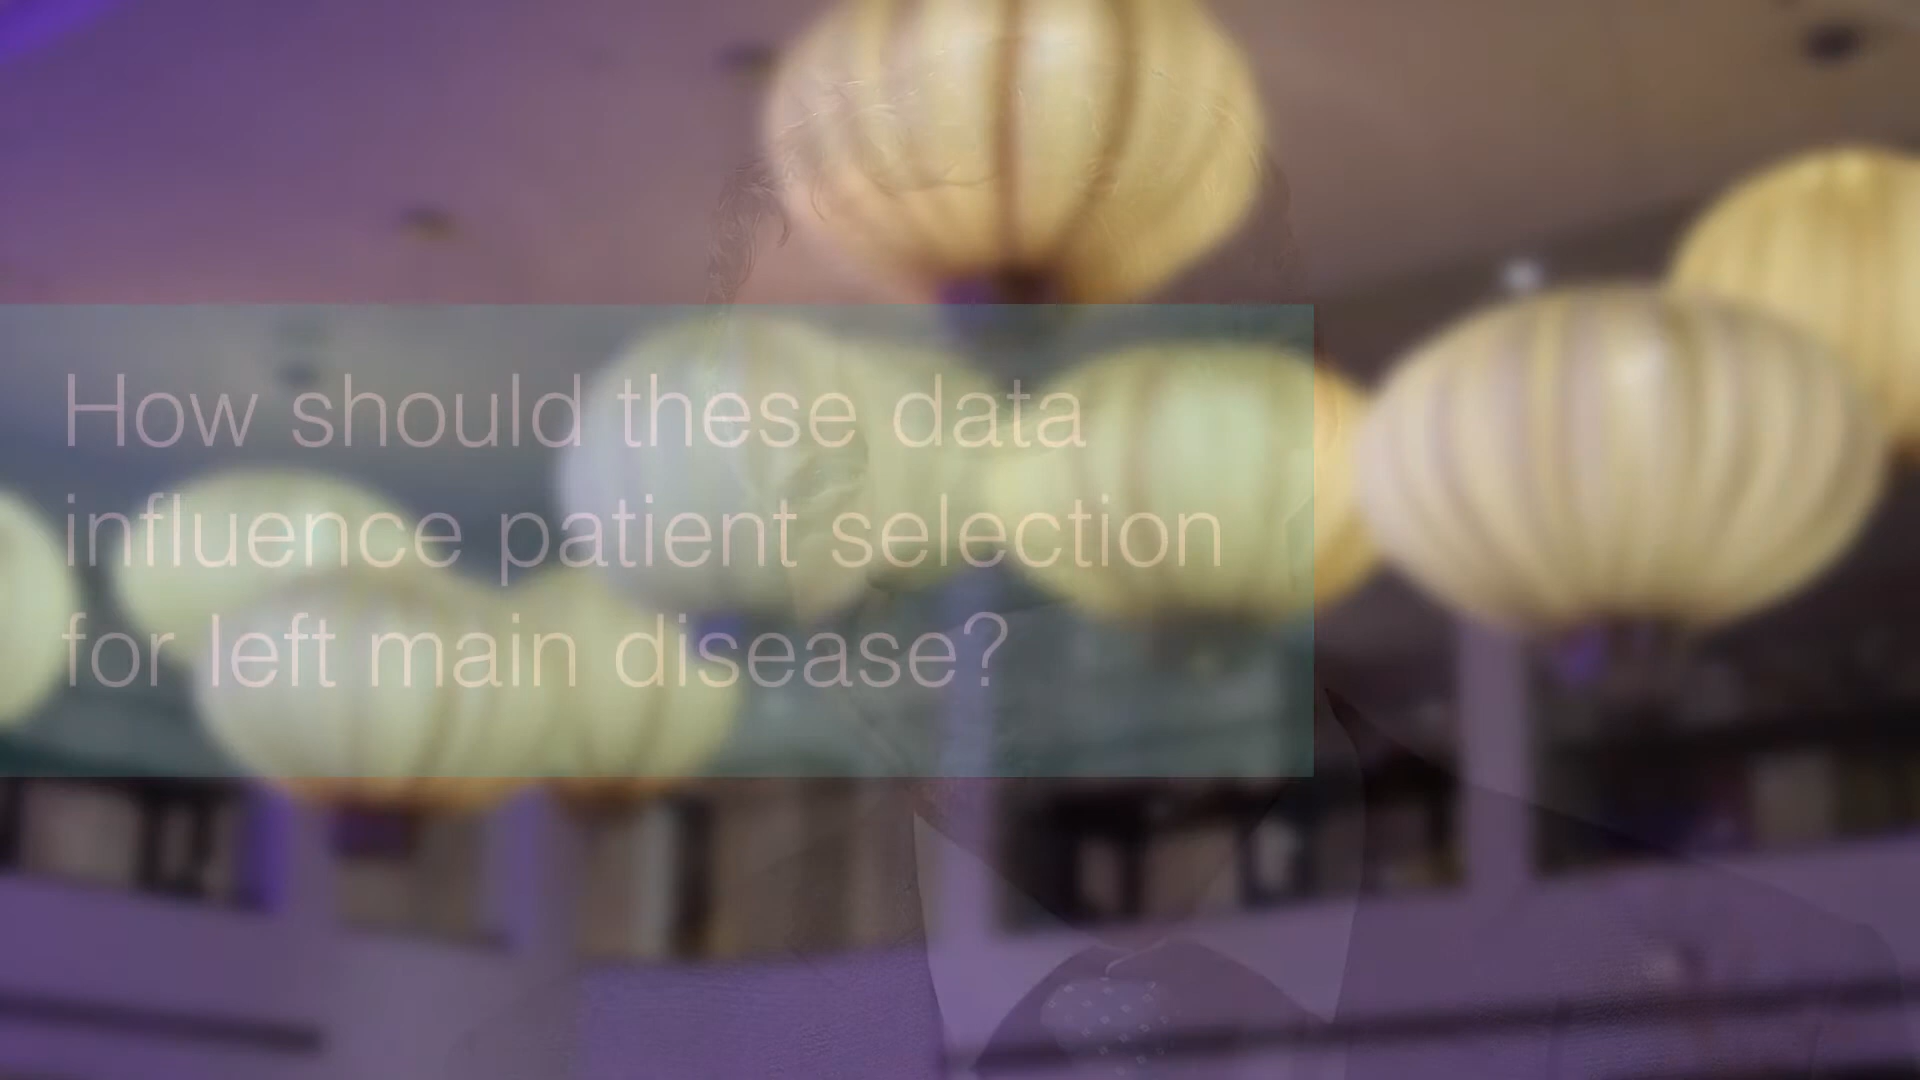 How should these data
influence patient selection
for left main disease?